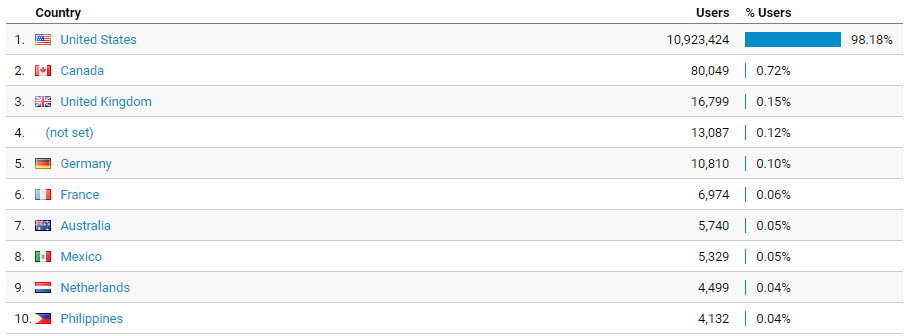 Country Users % Users
1. United States 10,923,424 98.18%
2. Canada 80,049 0.72%
3. United Kingdom 16,799 0.15%
4. (not set) 13,087 0.12%
5. Germany 10,810 0.10%
6. France 6,974 0.06%
7. Australia 5,740 0.05%
8. Mexico 5,329 0.05%
9. Netherlands 4,499 0.04%
10. Philippines 4,132 0.04%